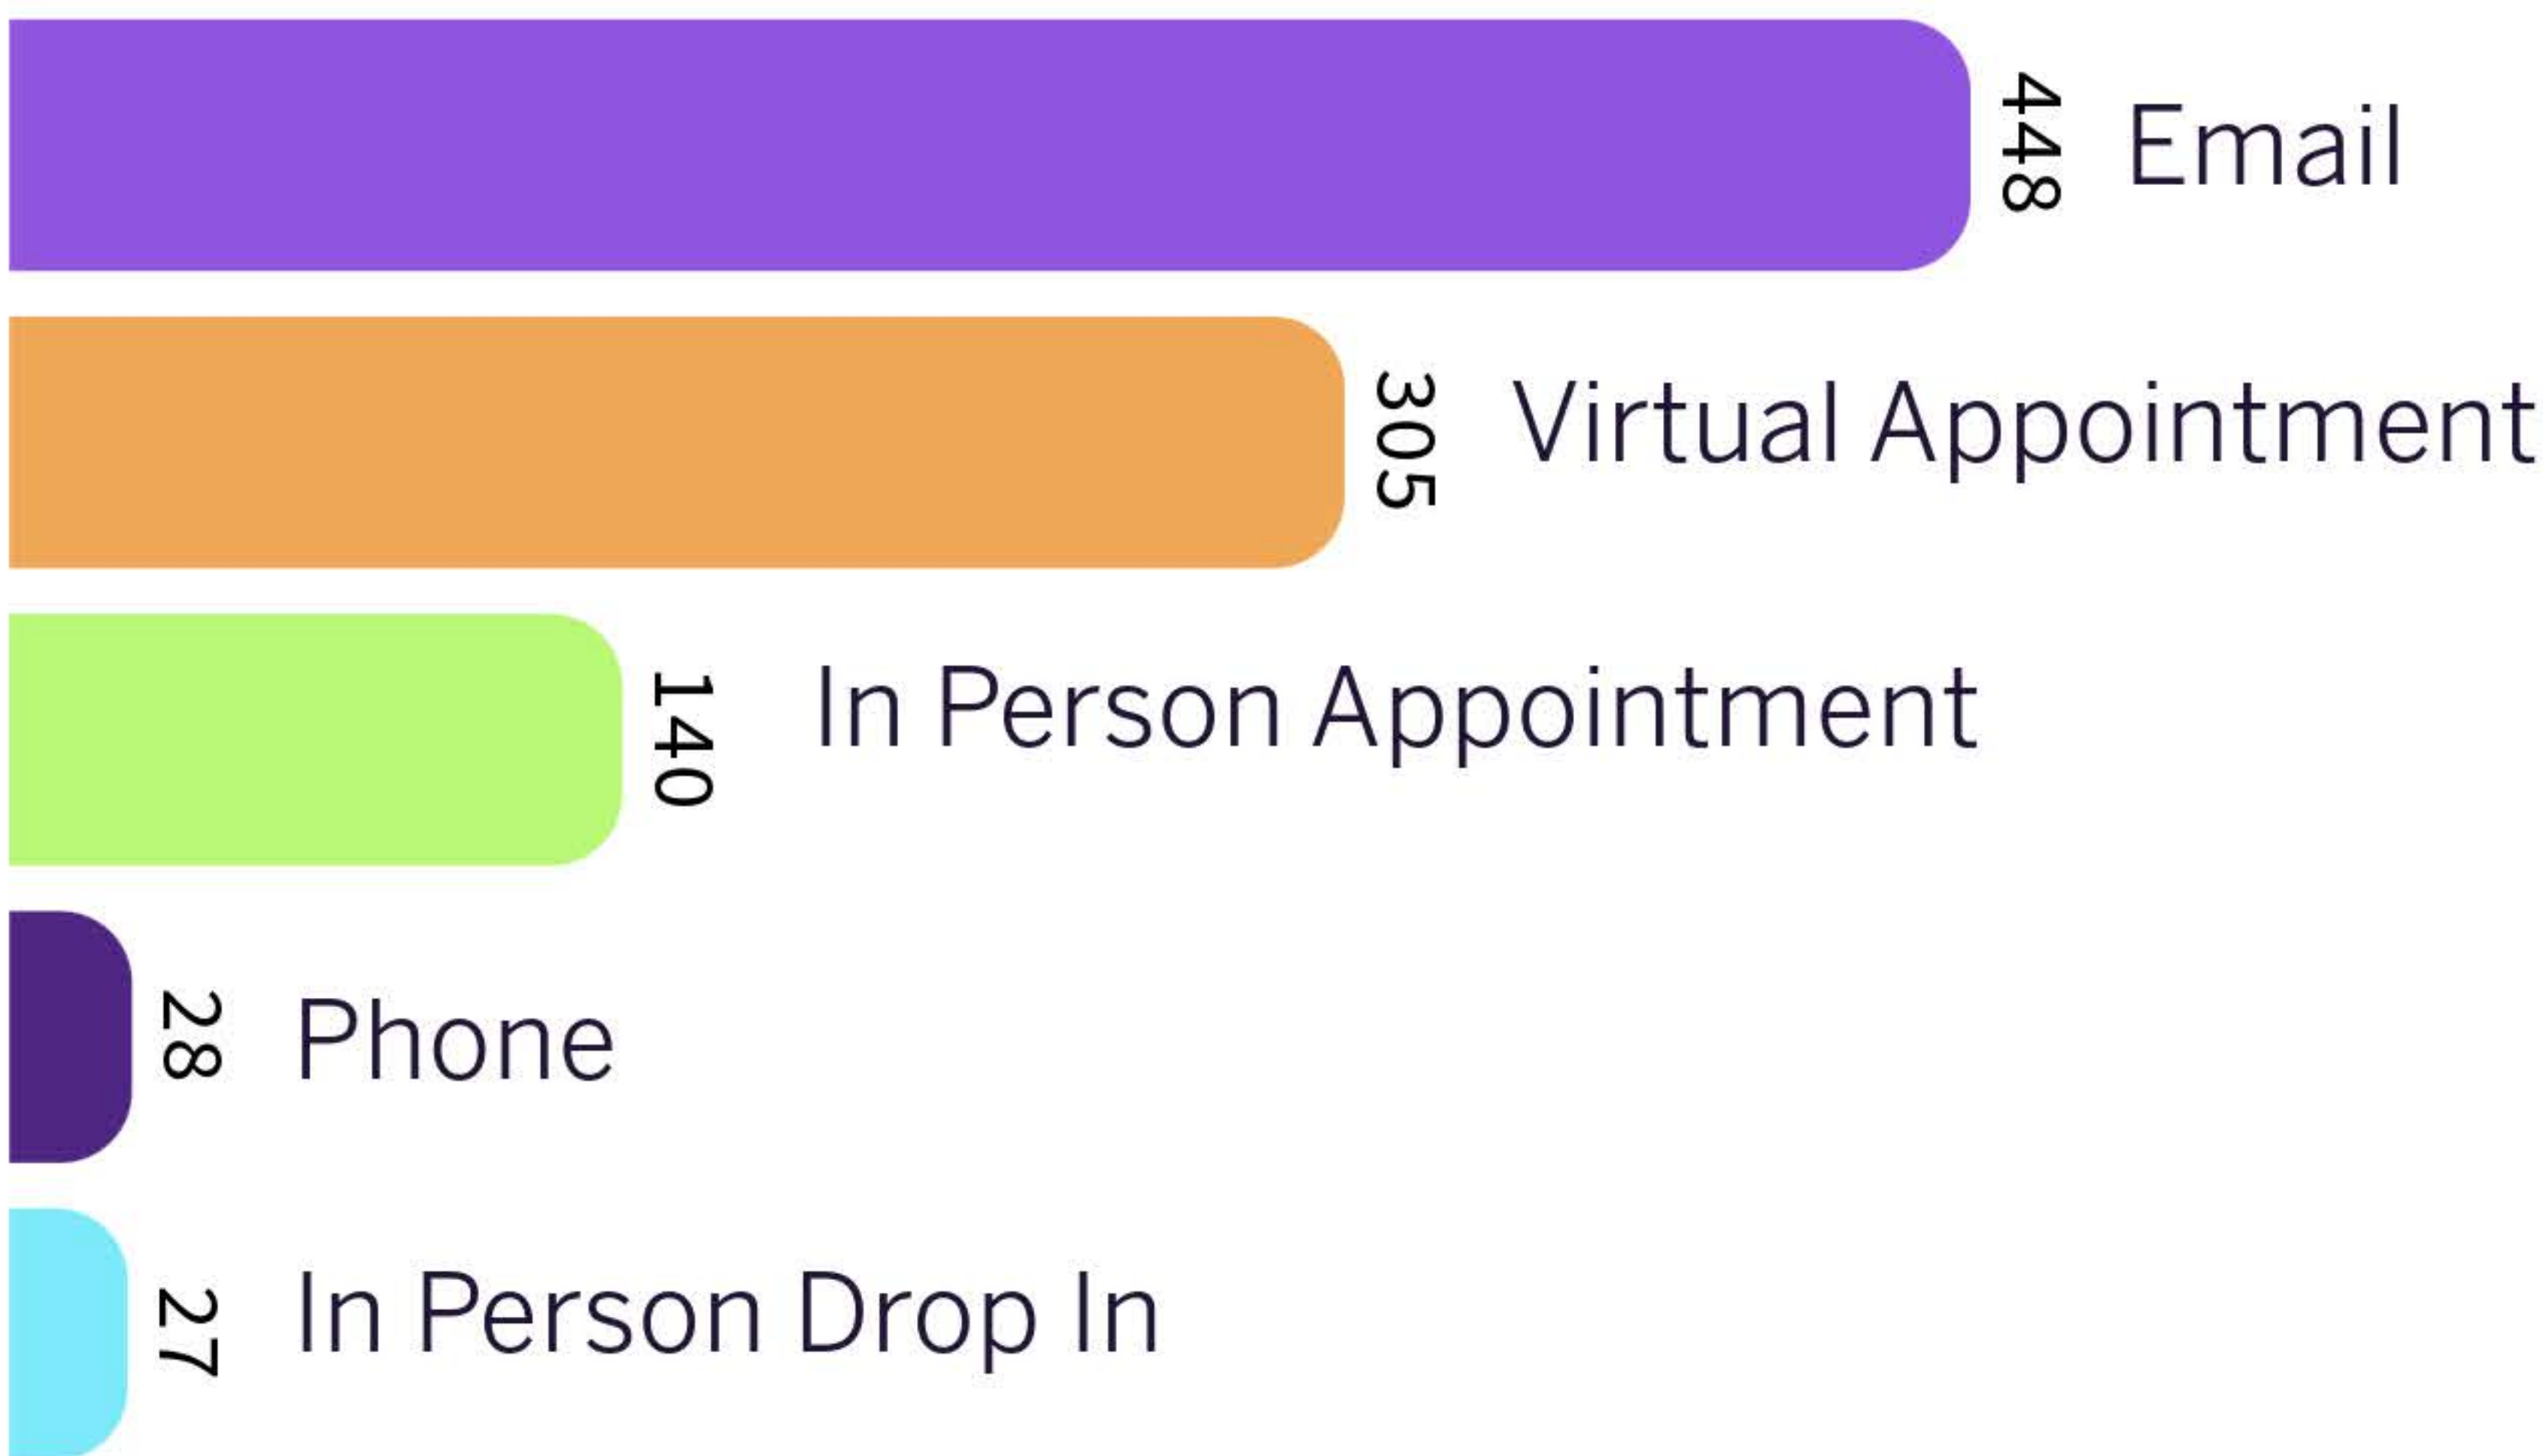 448 Email
305 Virtual Appointment
140 In Person Appointment
28 Phone
27 In Person Drop In